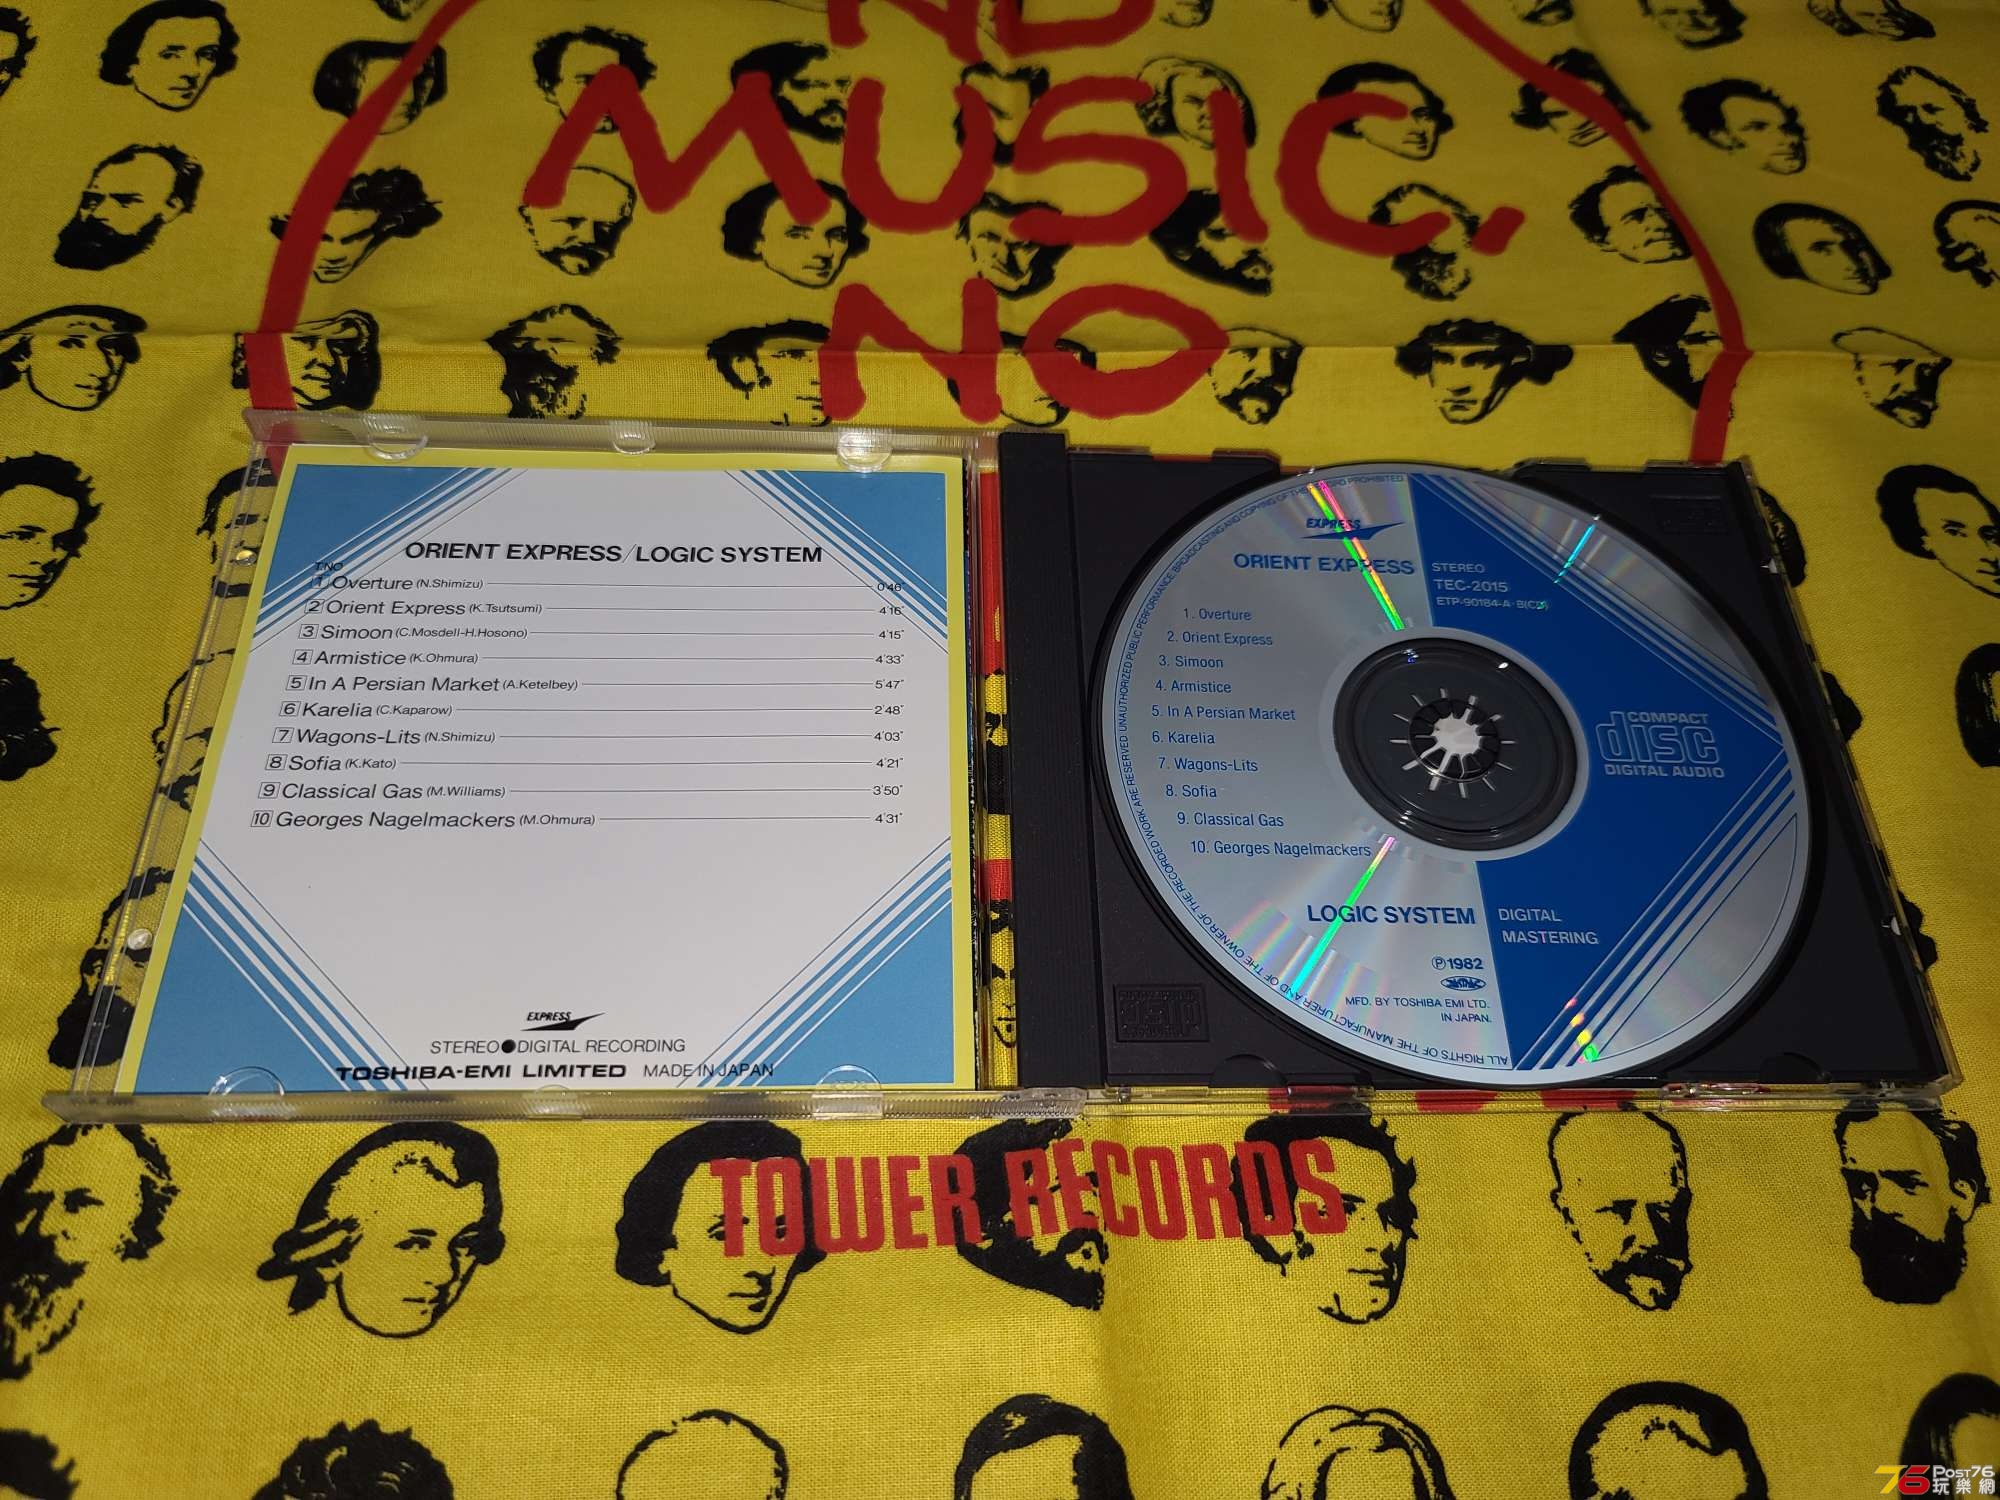 NO
MUSIC.
NO
ORIENT EXPRESS/LOGIC SYSTEM
T.NO
1 Overture (N.Shimizu) 0'46"
2 Orient Express (K.Tsutsumi) 4'16"
3 Simoon (C.Mosdell-H.Hosono) 4'15"
4 Armistice (K.Ohmura) 4'33"
5 In A Persian Market (A.Ketelbey) 5'47"
6 Karelia (C.Kaparow) 2'48"
7 Wagons-Lits (N.Shimizu) 4'03"
8 Sofia (K.Kato) 4'21"
9 Classical Gas (M.Williams) 3'50"
10 Georges Nagelmackers (M.Ohmura) 4'31"
EXPRESS
STEREO●DIGITAL RECORDING
TOSHIBA-EMI LIMITED MADE IN JAPAN
EXPRESS
ORIENT EXPRESS
STEREO
TEC-2015
ETP-90184-A·B(CD)
1. Overture
2. Orient Express
3. Simoon
4. Armistice
5. In A Persian Market
6. Karelia
7. Wagons-Lits
8. Sofia
9. Classical Gas
10. Georges Nagelmackers
COMPACT
disc
DIGITAL AUDIO
LOGIC SYSTEM
DIGITAL
MASTERING
Ⓟ1982
MFD. BY TOSHIBA EMI LTD.
IN JAPAN.
ALL RIGHTS OF THE MANUFACTURER AND OF THE OWNER OF THE RECORDED WORK ARE RESERVED UNAUTHORIZED PUBLIC PERFORMANCE BROADCASTING AND COPYING OF THE PROHIBITED
TOWER RECORDS
76 POST76
玩樂網